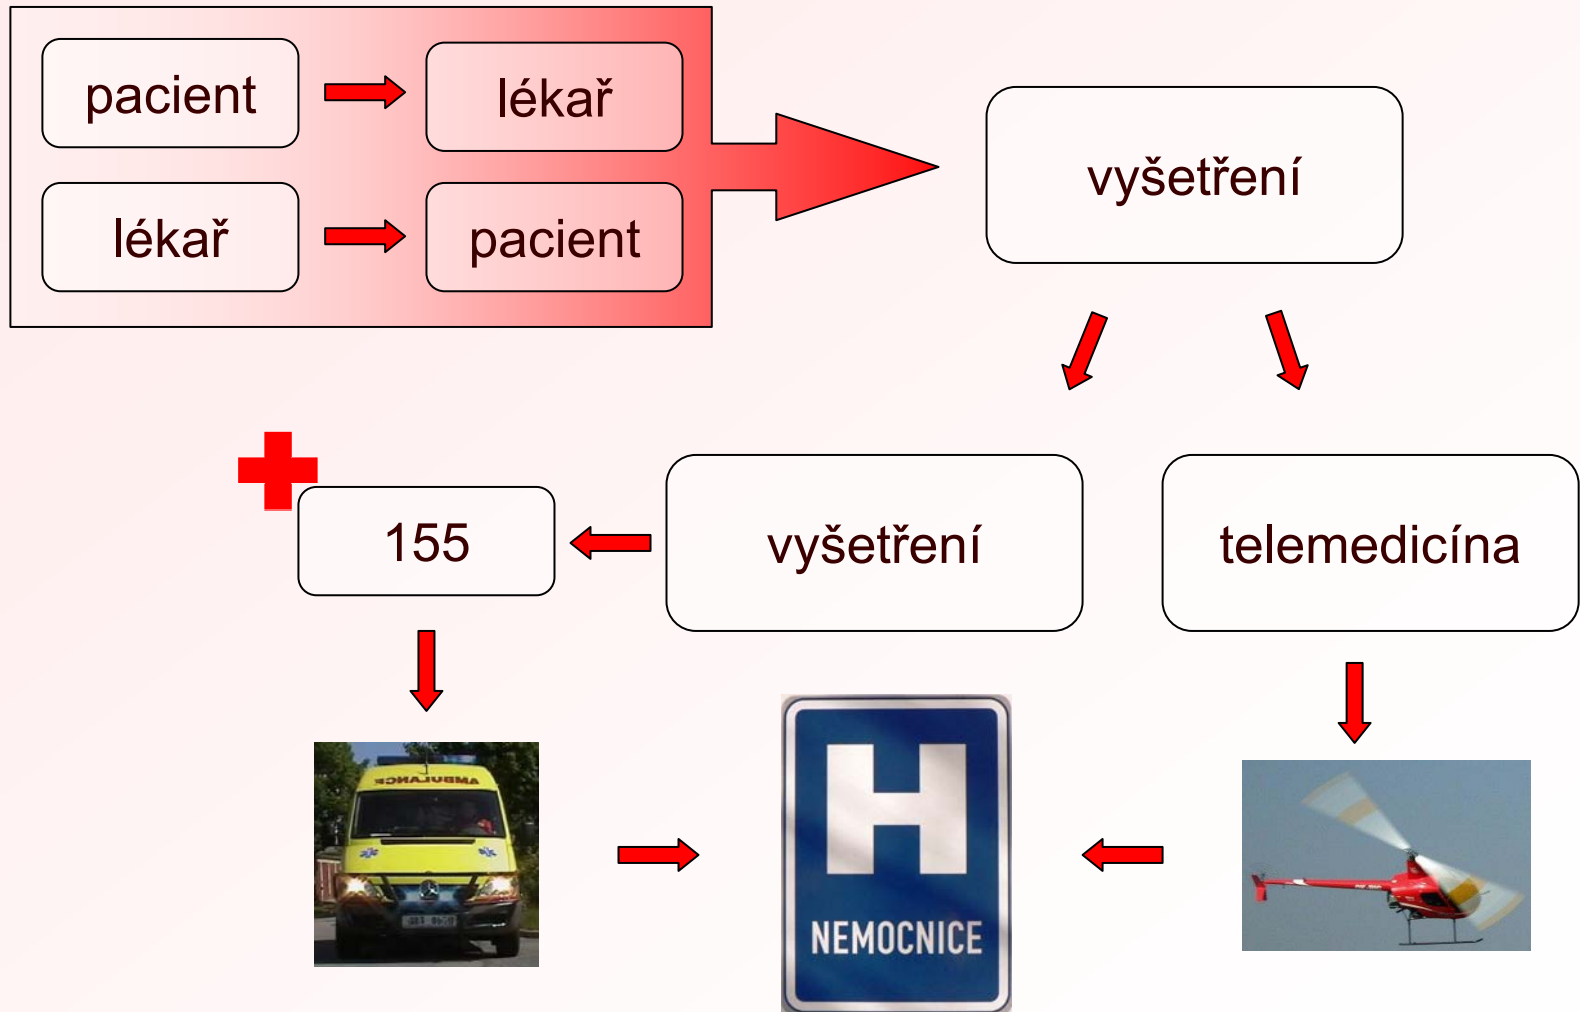 pacient
lékař
lékař
pacient
vyšetření
155
vyšetření
telemedicína
AMBULANCE
H
NEMOCNICE